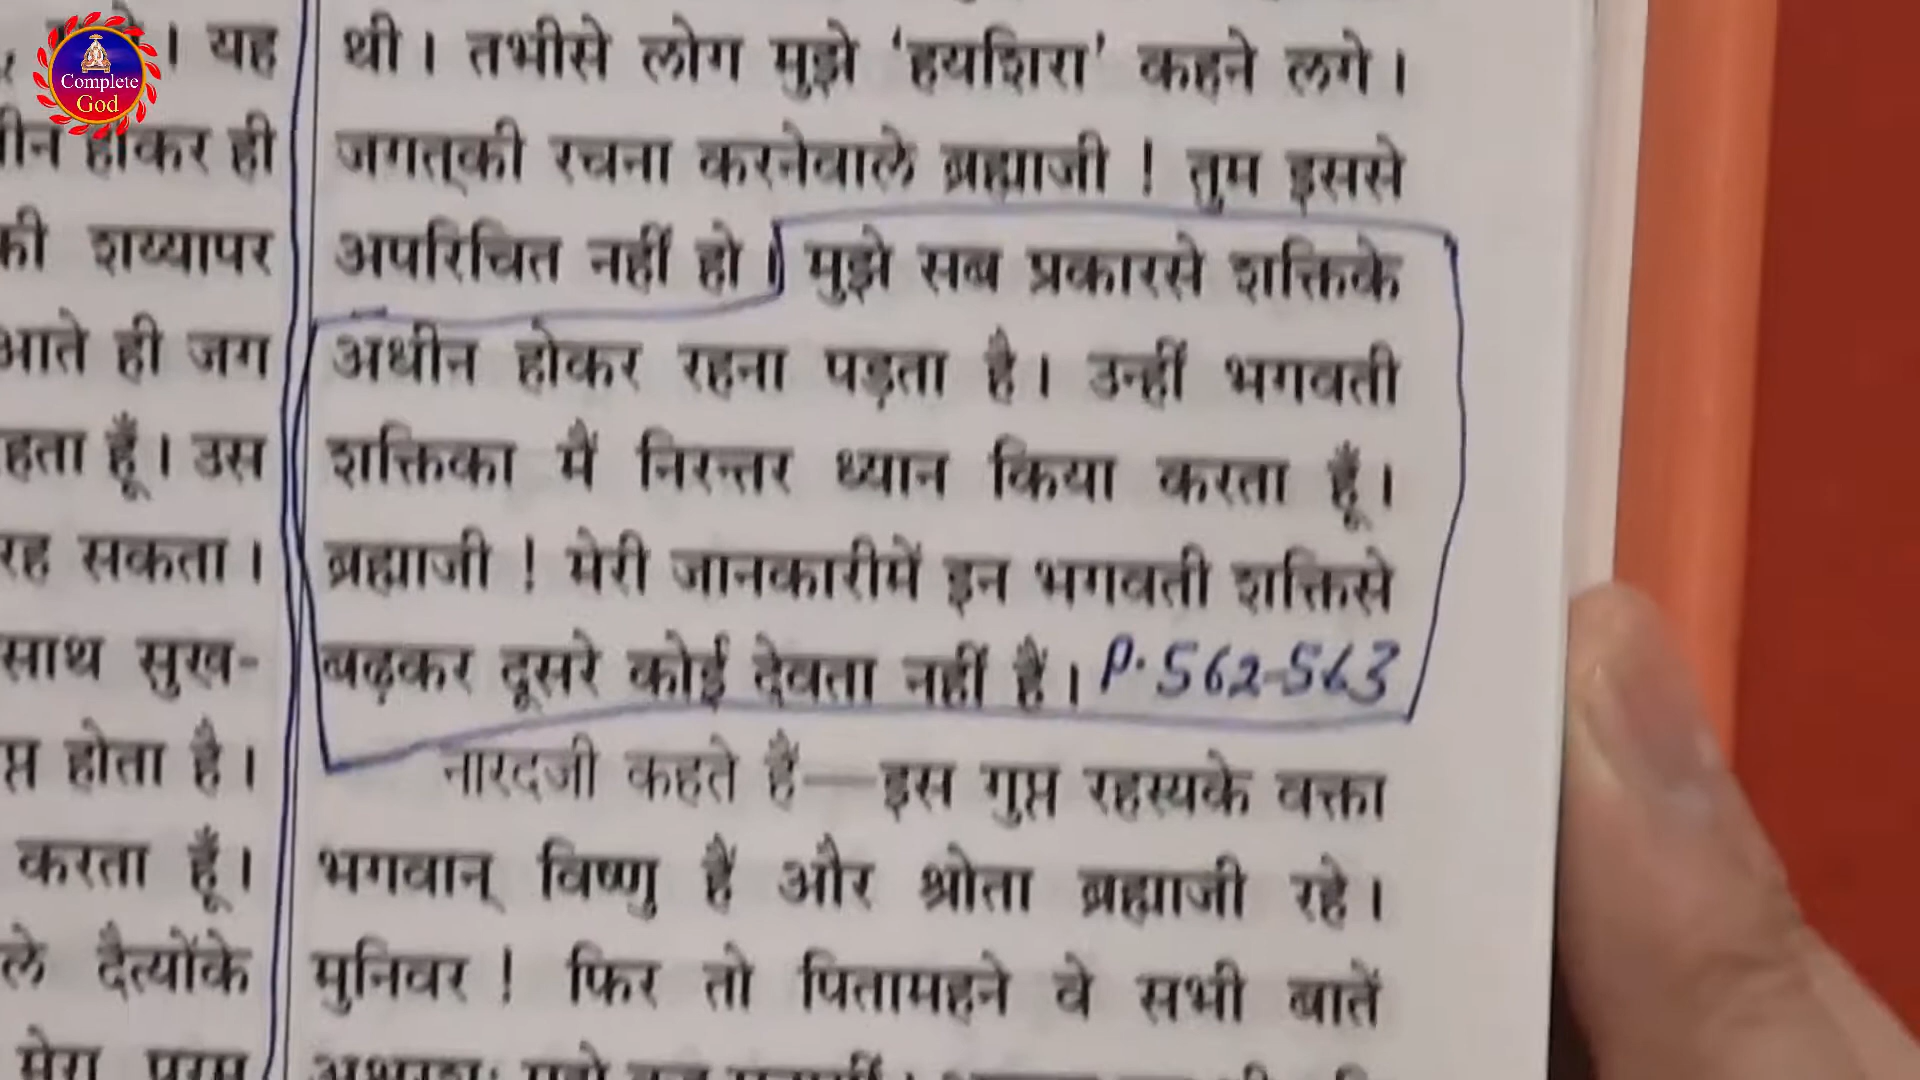 Complete
God
। यह
होकर ही
की शय्यापर
आते ही जग
हता हूँ। उस
रह सकता।
साथ सुख-
प्त होता है।
करता हूँ।
ले दैत्योंके
मेरा परम
थी। तभीसे लोग मुझे ‘हयशिरा’ कहने लगे।
जगत्‌की रचना करनेवाले ब्रह्माजी ! तुम इससे
अपरिचित नहीं हो। मुझे सब प्रकारसे शक्तिके
अधीन होकर रहना पड़ता है। उन्हीं भगवती
शक्तिका मैं निरन्तर ध्यान किया करता हूँ।
ब्रह्माजी ! मेरी जानकारीमें इन भगवती शक्तिसे
बढ़कर दूसरे कोई देवता नहीं हैं। P. 562-563
नारदजी कहते हैं—इस गुप्त रहस्यके वक्ता
भगवान् विष्णु हैं और श्रोता ब्रह्माजी रहे।
मुनिवर ! फिर तो पितामहने वे सभी बातें